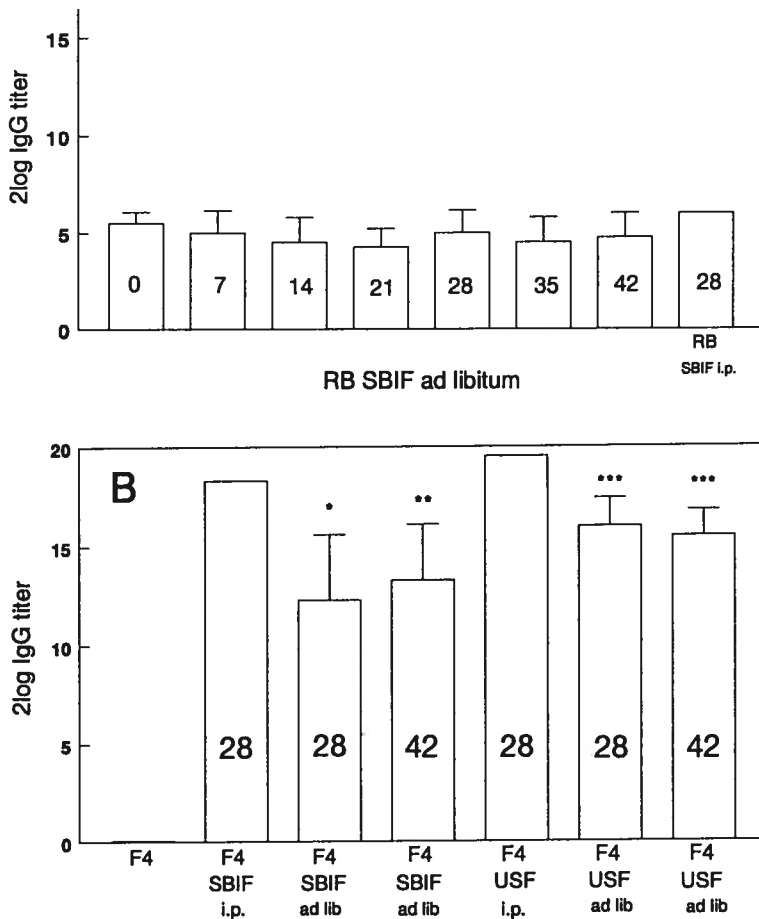 15
10
5
0
2log IgG titer
0 7 14 21 28 35 42 28
RB
SBIF i.p.
RB SBIF ad libitum
B
20
15
10
5
0
2log IgG titer
* ** *** ***
28 28 42 28 28 42
F4 F4 F4 F4 F4 F4 F4
SBIF SBIF SBIF USF USF USF
i.p. ad lib ad lib i.p. ad lib ad lib